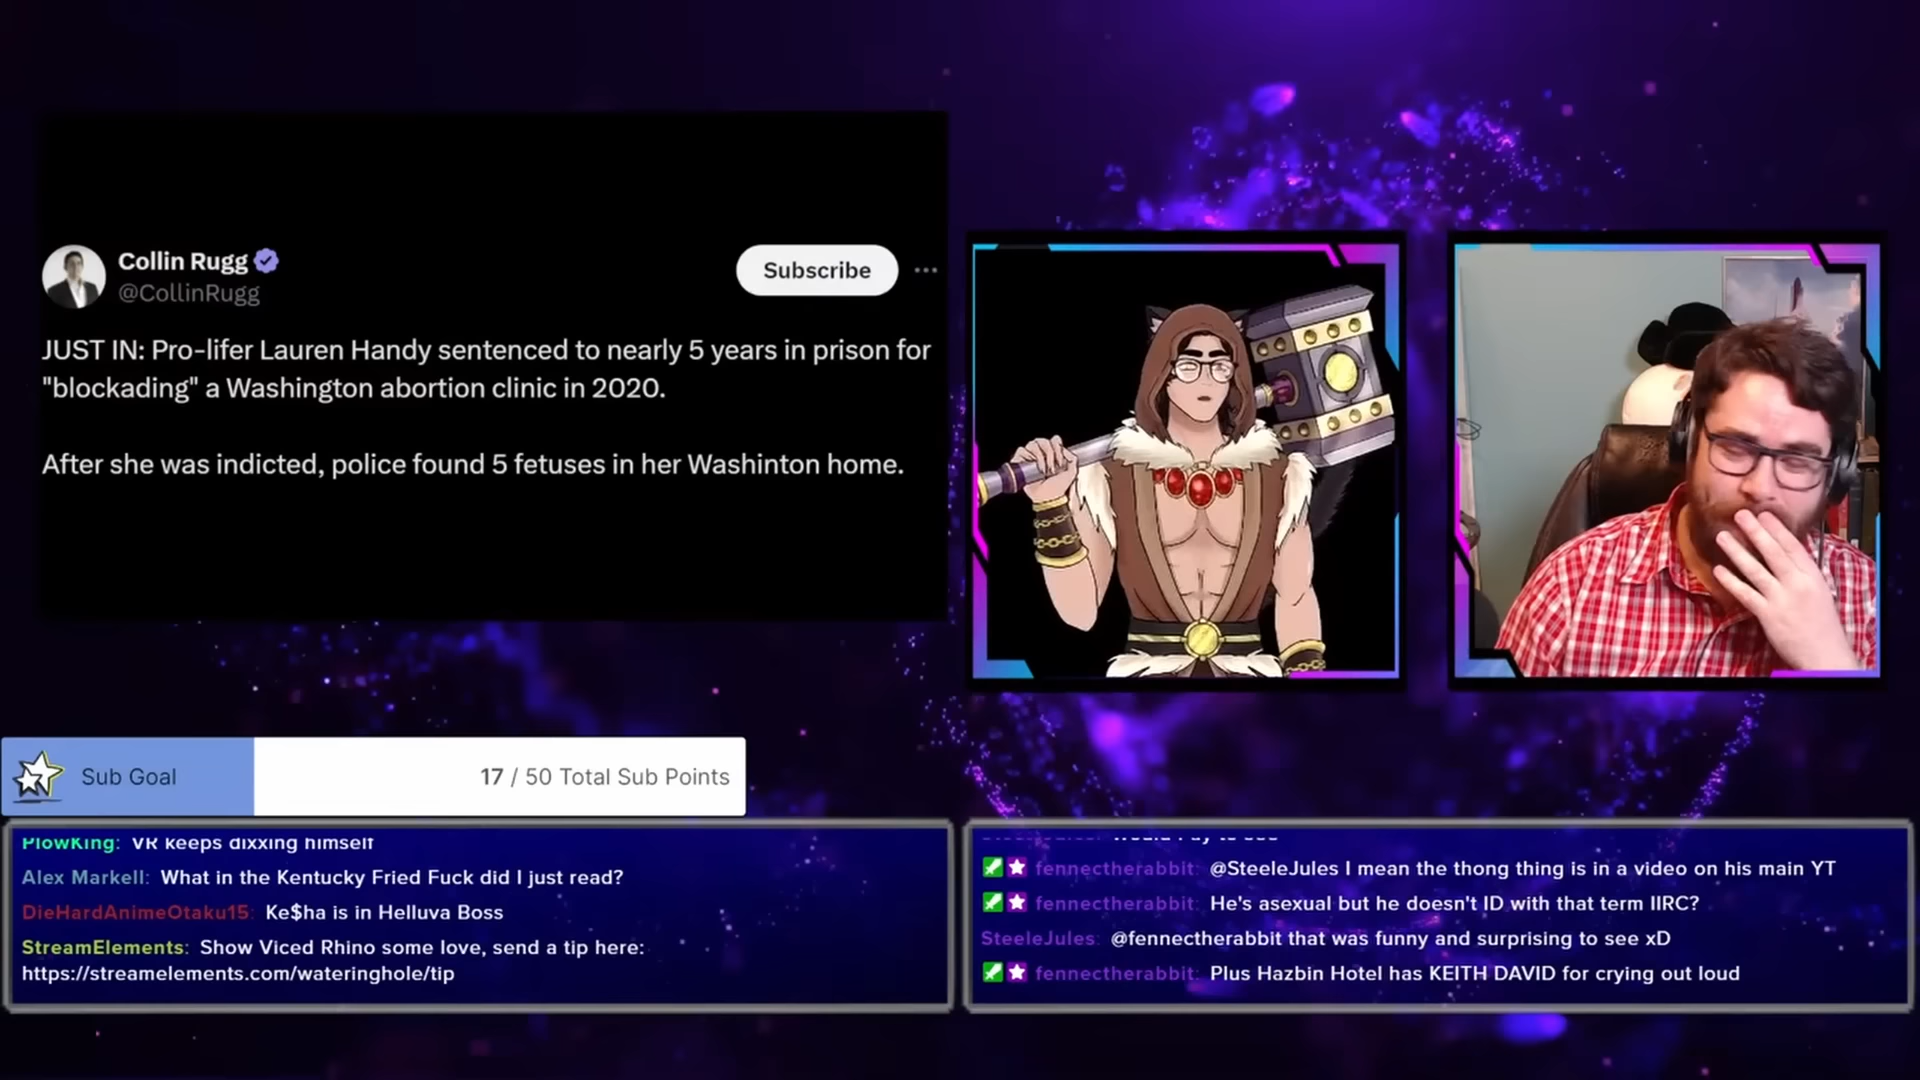 Collin Rugg
@CollinRugg
Subscribe
JUST IN: Pro-lifer Lauren Handy sentenced to nearly 5 years in prison for
"blockading" a Washington abortion clinic in 2020.
After she was indicted, police found 5 fetuses in her Washinton home.
Sub Goal
17 / 50 Total Sub Points
PlowKing: VR keeps dixxing himself
Alex Markell: What in the Kentucky Fried Fuck did I just read?
DieHardAnimeOtaku15: Ke$ha is in Helluva Boss
StreamElements: Show Viced Rhino some love, send a tip here:
https://streamelements.com/wateringhole/tip
fennectherabbit: @SteeleJules I mean the thong thing is in a video on his main YT
fennectherabbit: He's asexual but he doesn't ID with that term IIRC?
SteeleJules: @fennectherabbit that was funny and surprising to see xD
fennectherabbit: Plus Hazbin Hotel has KEITH DAVID for crying out loud